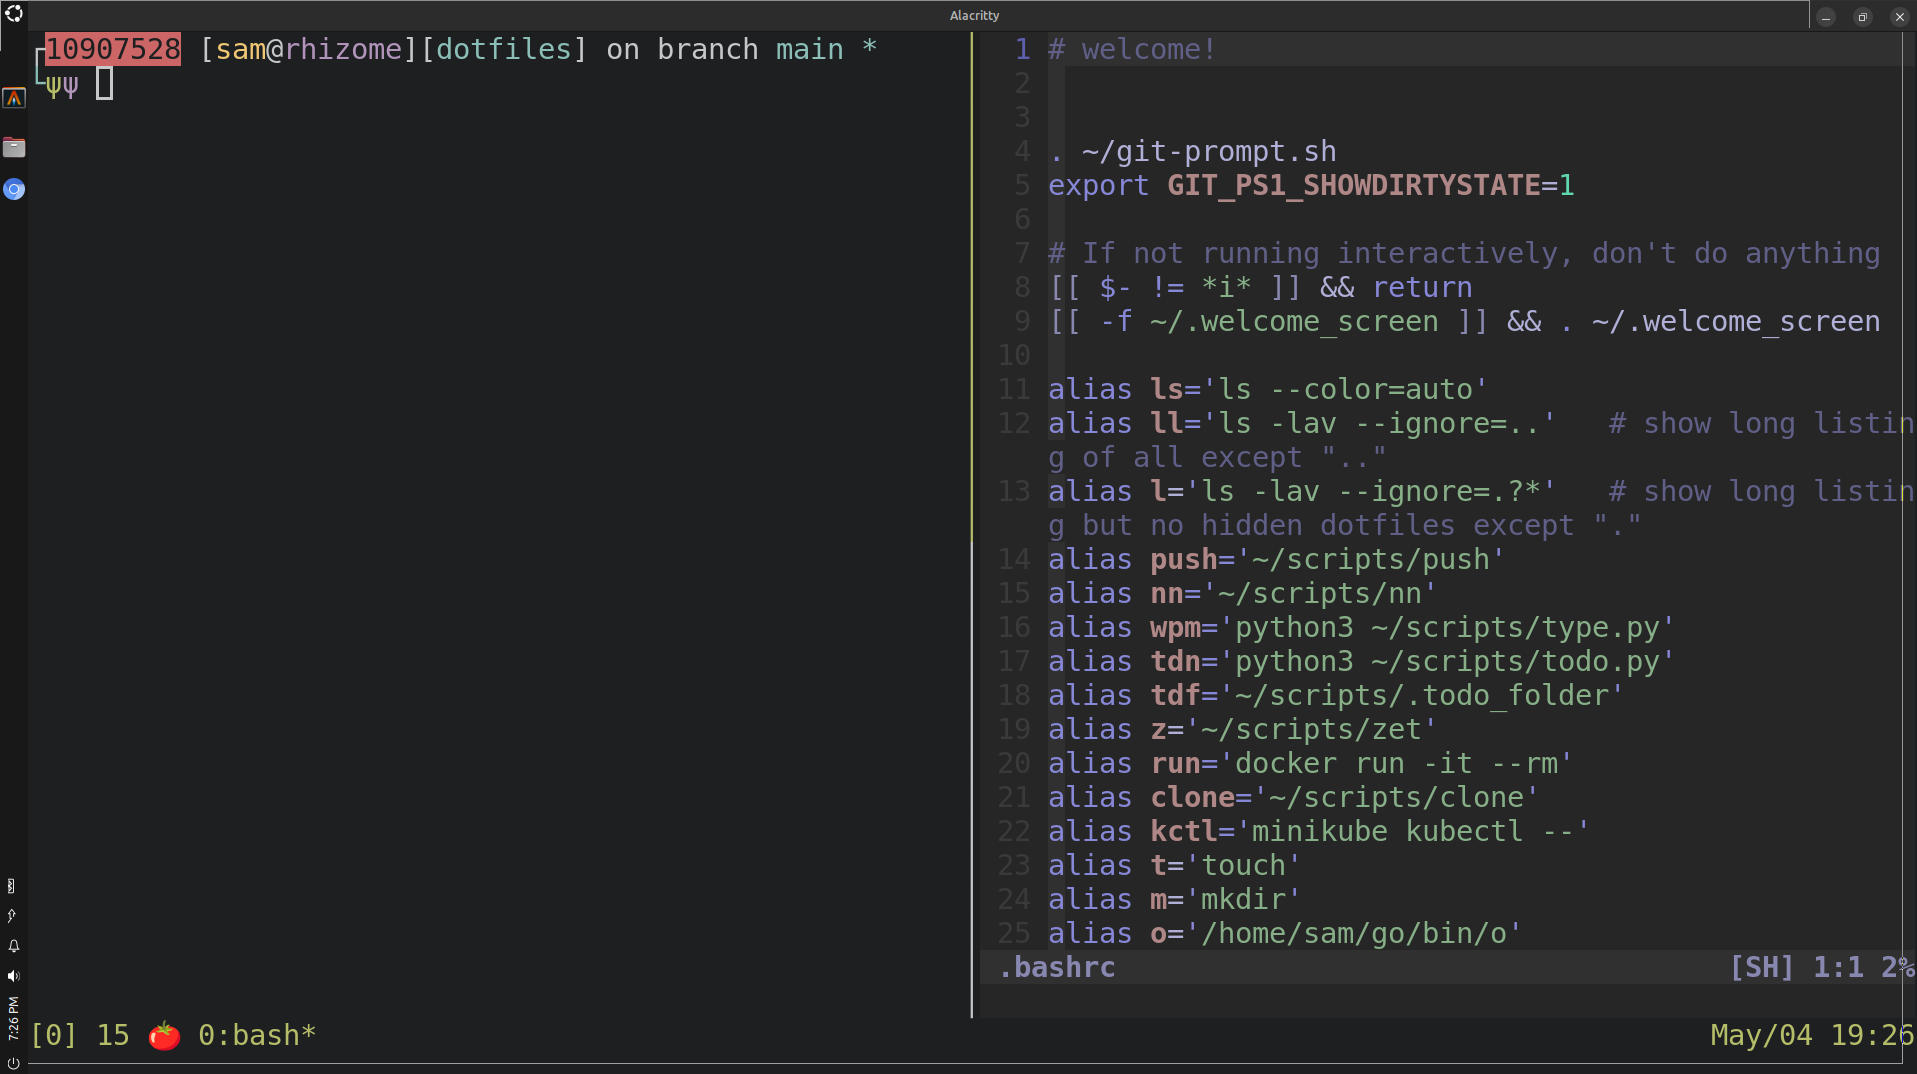 Alacritty
10907528 [sam@rhizome][dotfiles] on branch main *
ψψ
1 # welcome!
2
3
4 . ~/git-prompt.sh
5 export GIT_PS1_SHOWDIRTYSTATE=1
6
7 # If not running interactively, don't do anything
8 [[ $- != *i* ]] && return
9 [[ -f ~/.welcome_screen ]] && . ~/.welcome_screen
10
11 alias ls='ls --color=auto'
12 alias ll='ls -lav --ignore=..'   # show long listin
g of all except ".."
13 alias l='ls -lav --ignore=.?*'   # show long listin
g but no hidden dotfiles except "."
14 alias push='~/scripts/push'
15 alias nn='~/scripts/nn'
16 alias wpm='python3 ~/scripts/type.py'
17 alias tdn='python3 ~/scripts/todo.py'
18 alias tdf='~/scripts/.todo_folder'
19 alias z='~/scripts/zet'
20 alias run='docker run -it --rm'
21 alias clone='~/scripts/clone'
22 alias kctl='minikube kubectl --'
23 alias t='touch'
24 alias m='mkdir'
25 alias o='/home/sam/go/bin/o'
.bashrc [SH] 1:1 2%
7:26 PM
[0] 15 🍅 0:bash* May/04 19:26